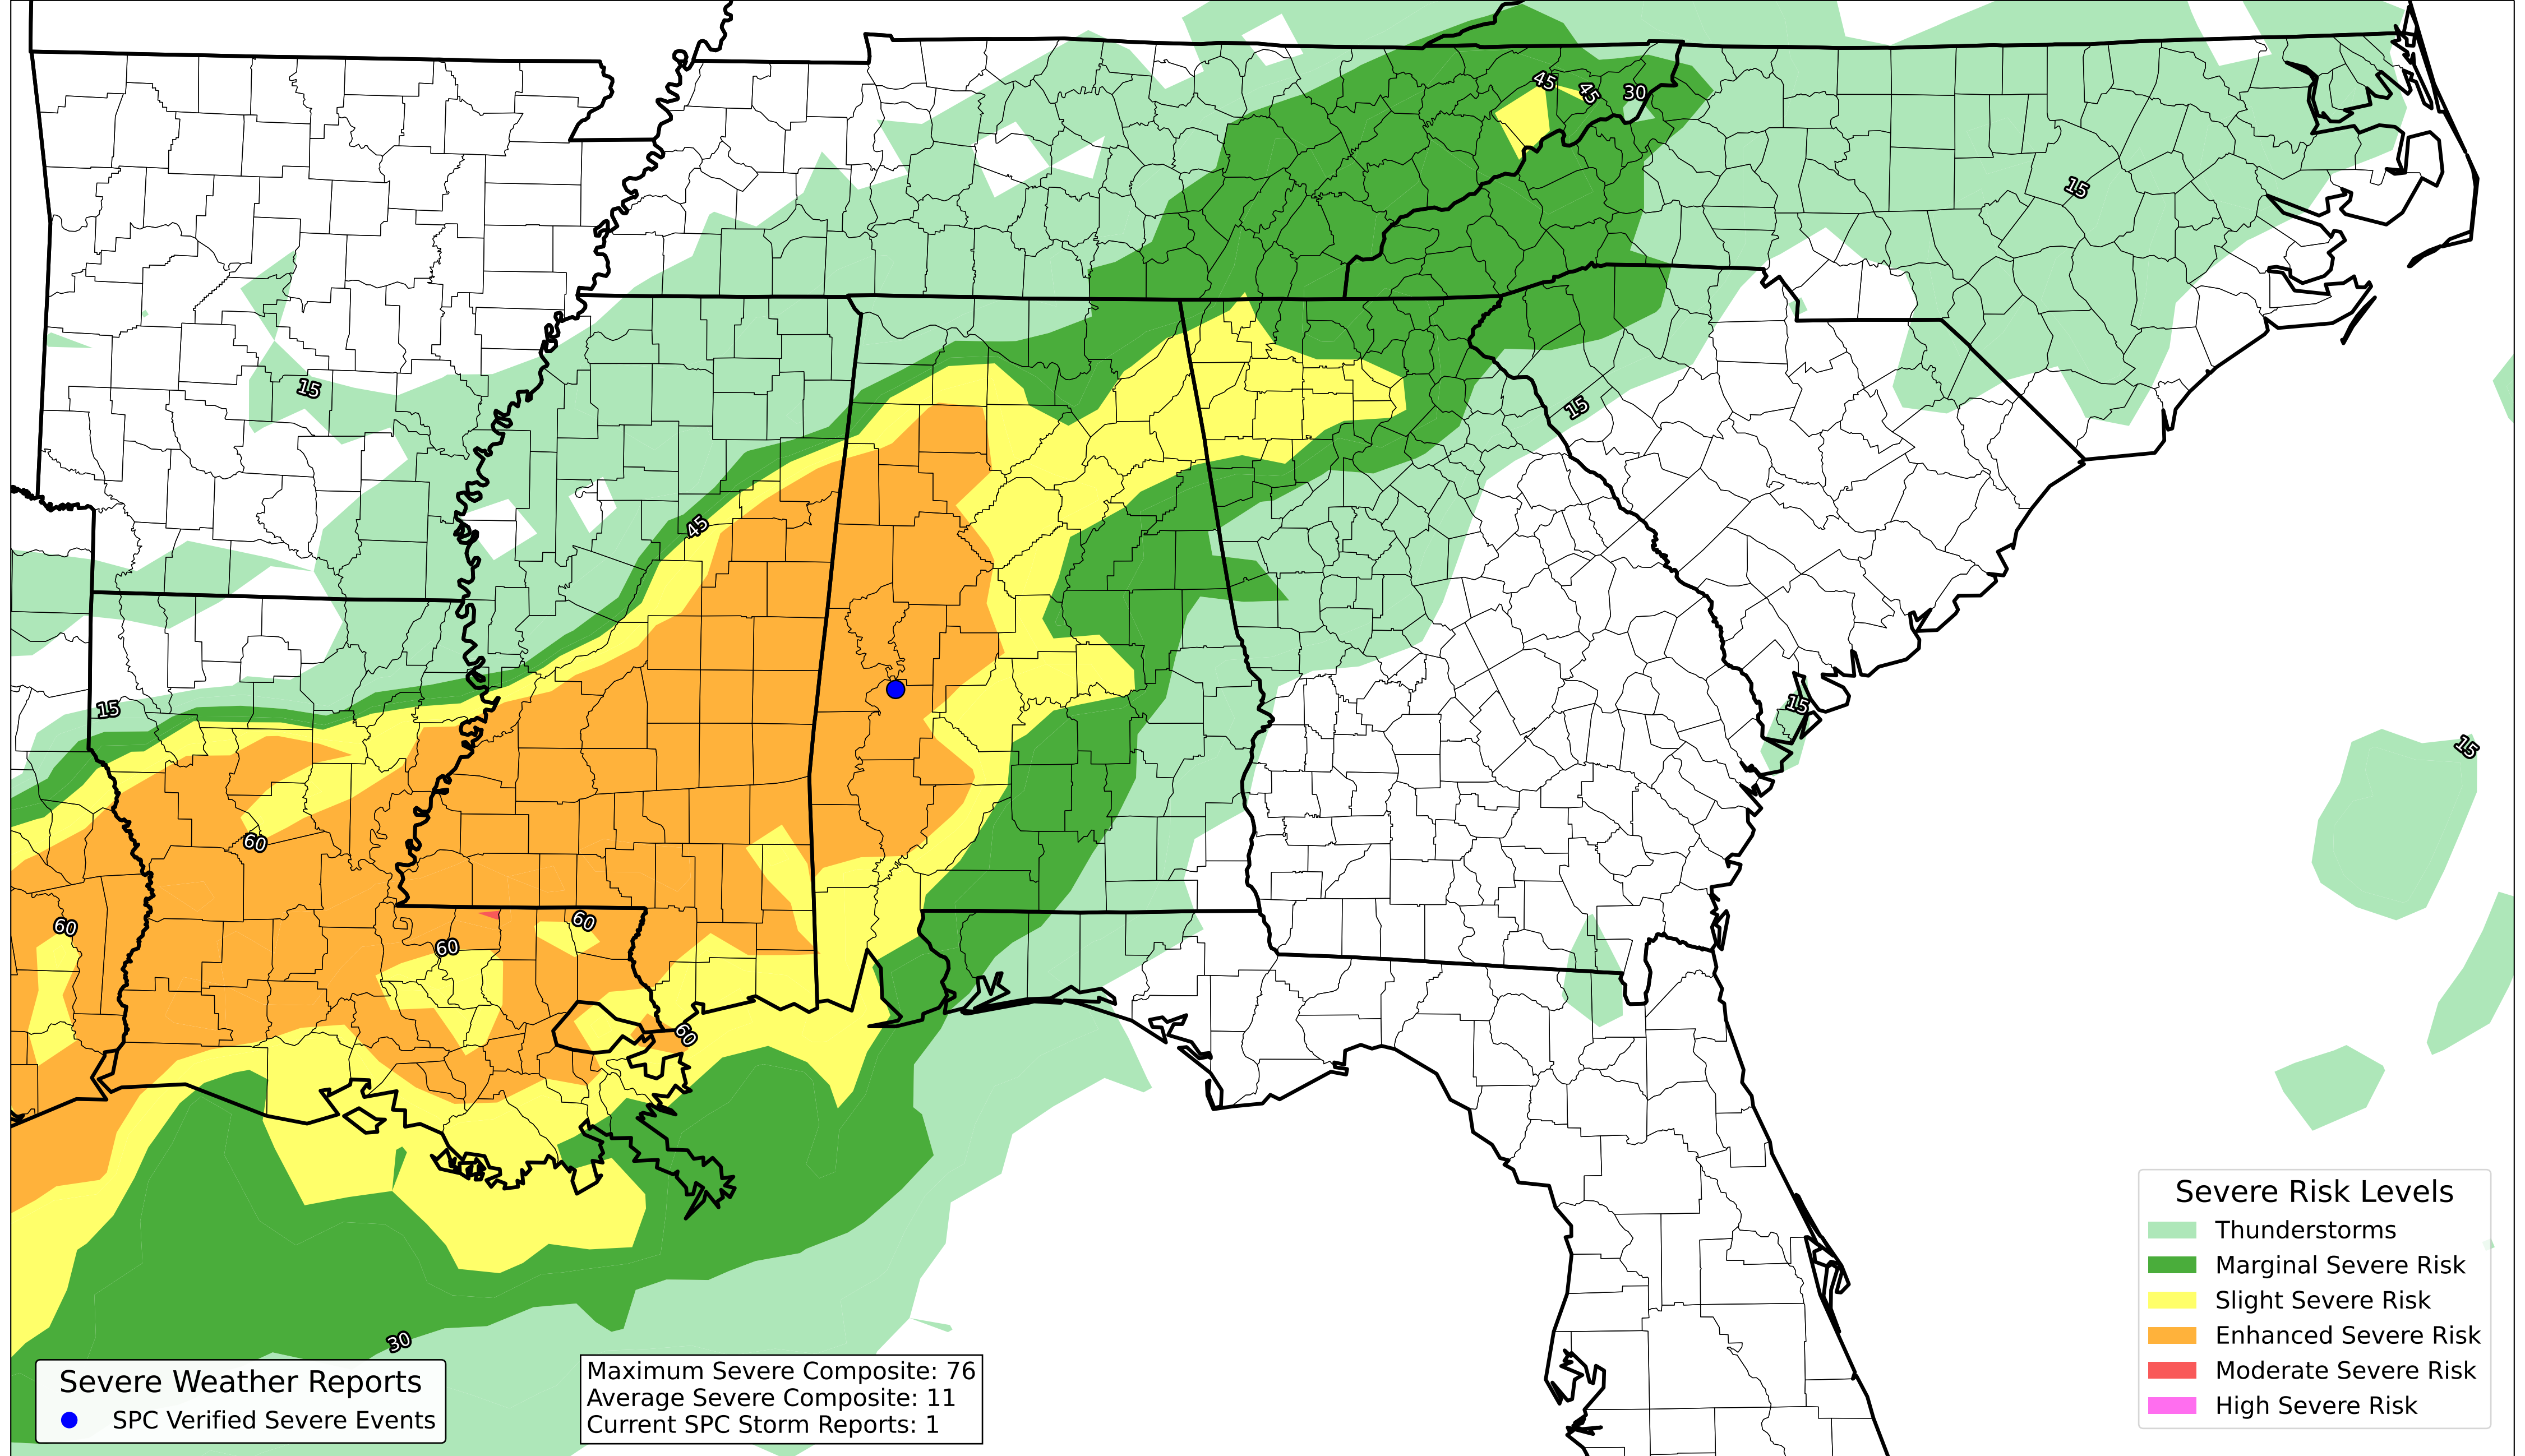 45
45
30
15
15
15
45
15
15
15
60
60
60
60
60
30
Severe Weather Reports
SPC Verified Severe Events
Maximum Severe Composite: 76
Average Severe Composite: 11
Current SPC Storm Reports: 1
Severe Risk Levels
Thunderstorms
Marginal Severe Risk
Slight Severe Risk
Enhanced Severe Risk
Moderate Severe Risk
High Severe Risk